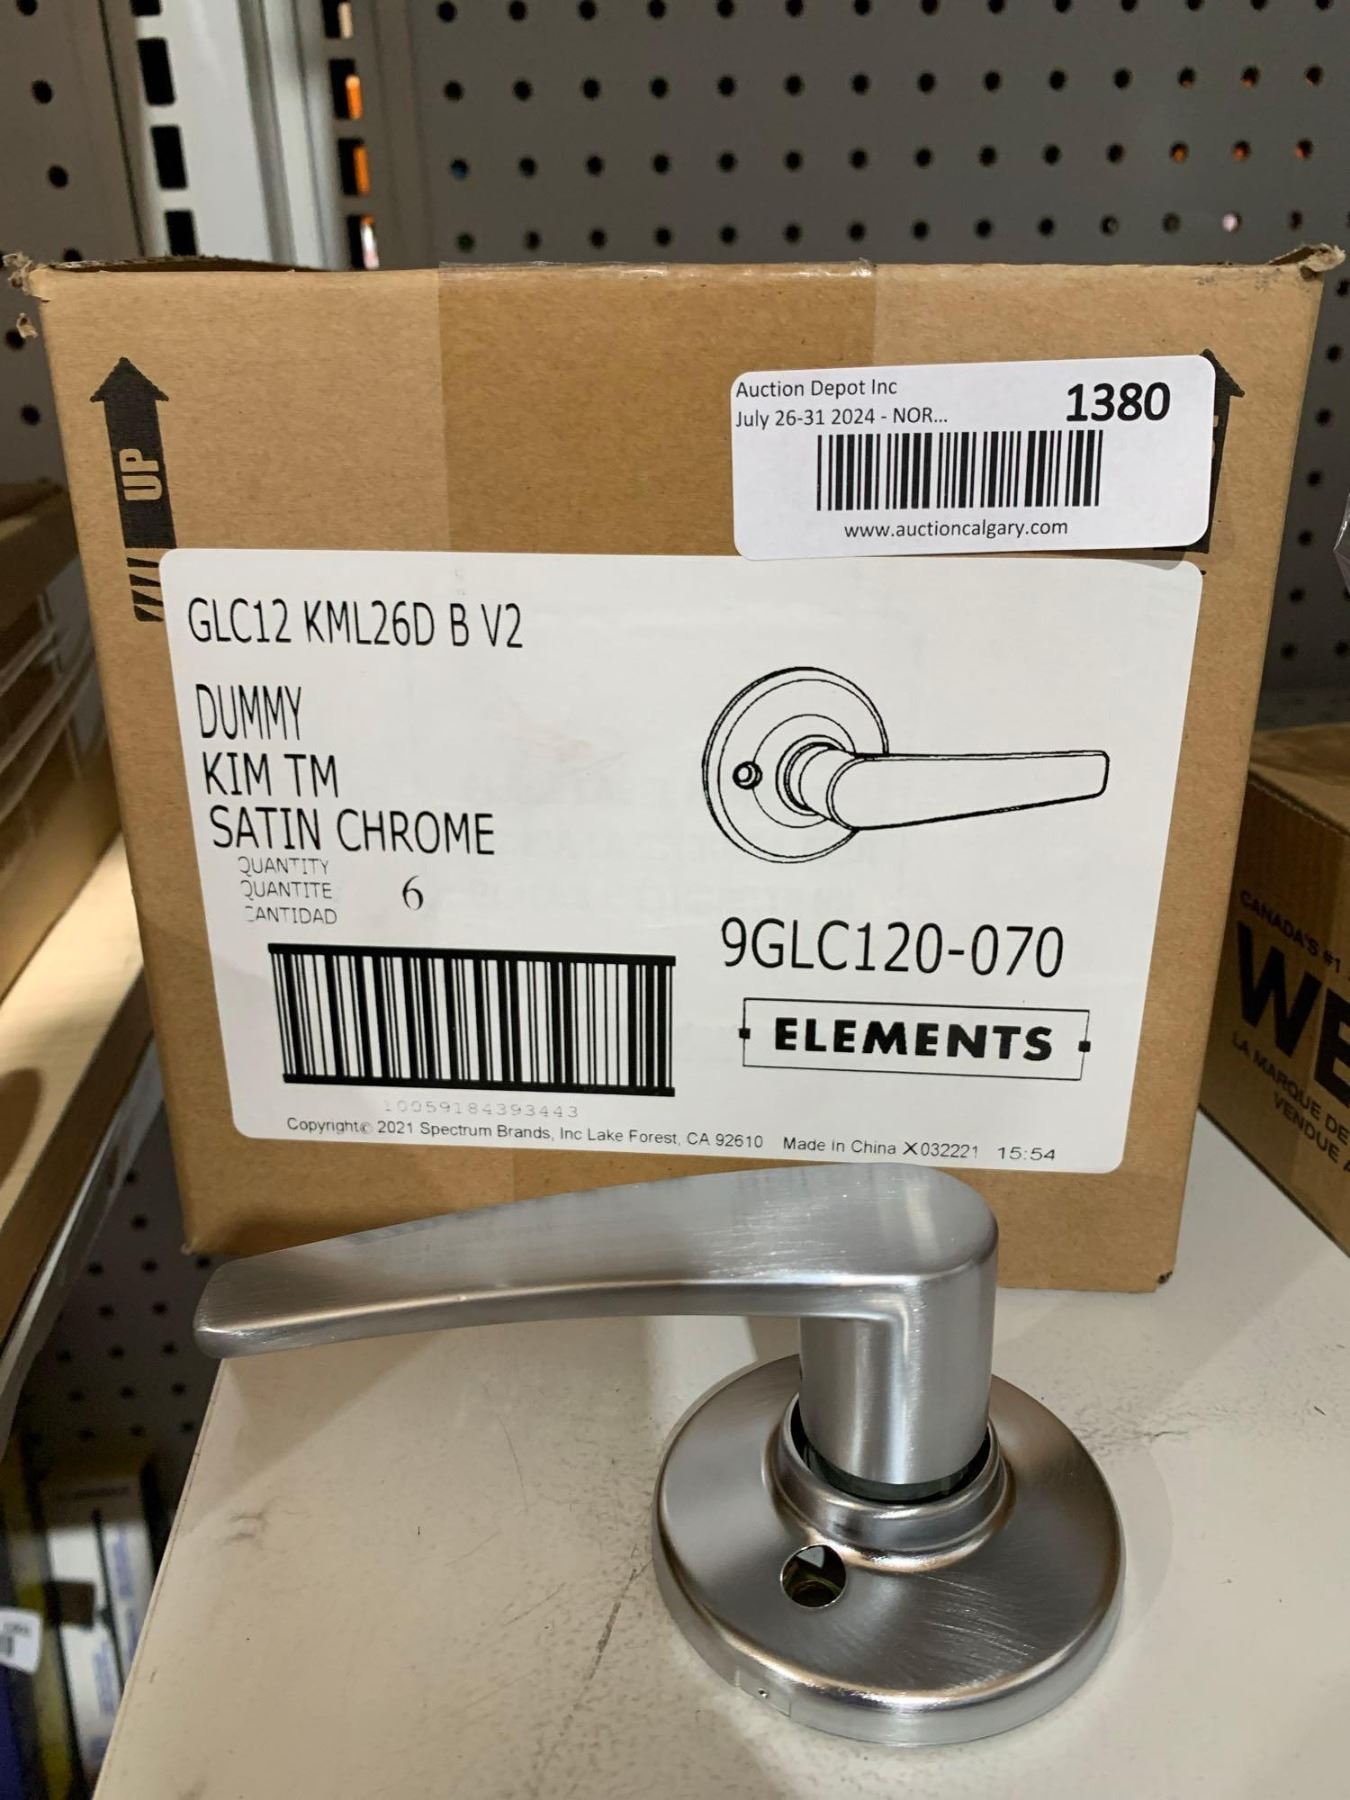 Auction Depot Inc
July 26-31 2024 - NOR...
1380
www.auctioncalgary.com
UP
GLC12 KML26D B V2
DUMMY
KIM TM
SATIN CHROME
QUANTITY
QUANTITE
CANTIDAD
6
9GLC120-070
ELEMENTS
10059184393443
Copyright© 2021 Spectrum Brands, Inc Lake Forest, CA 92610 Made in China X032221 15:54
CANADA'S #1
WE
LA MARQUE DE
VENDUE A